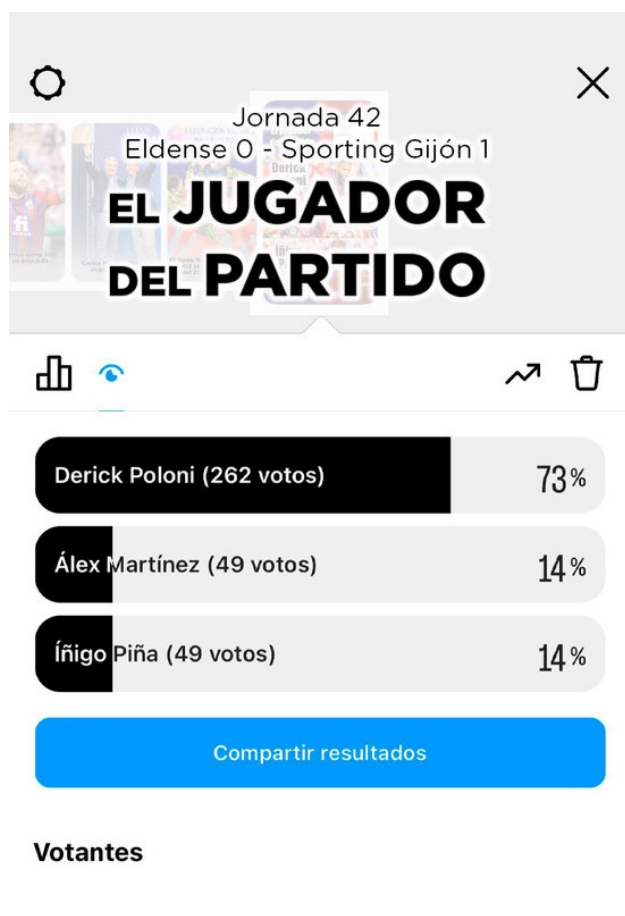 Jornada 42
Eldense 0 - Sporting Gijón 1
EL JUGADOR
DEL PARTIDO
Derick Poloni (262 votos) 73%
Álex Martínez (49 votos) 14%
Íñigo Piña (49 votos) 14%
Compartir resultados
Votantes